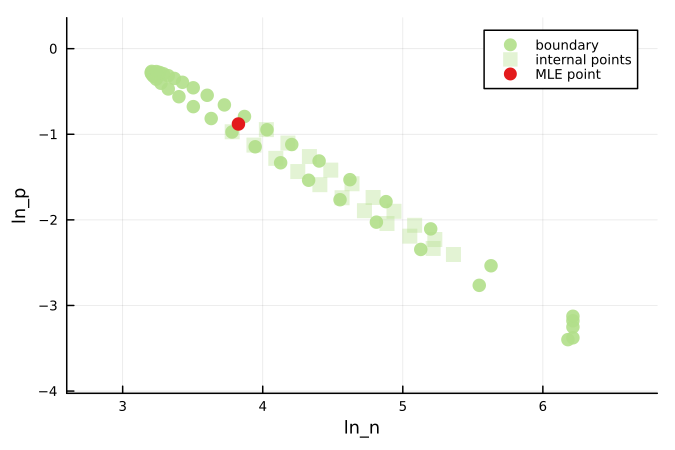 boundary
internal points
MLE point
0
−1
−2
−3
−4
ln_p
3
4
5
6
ln_n